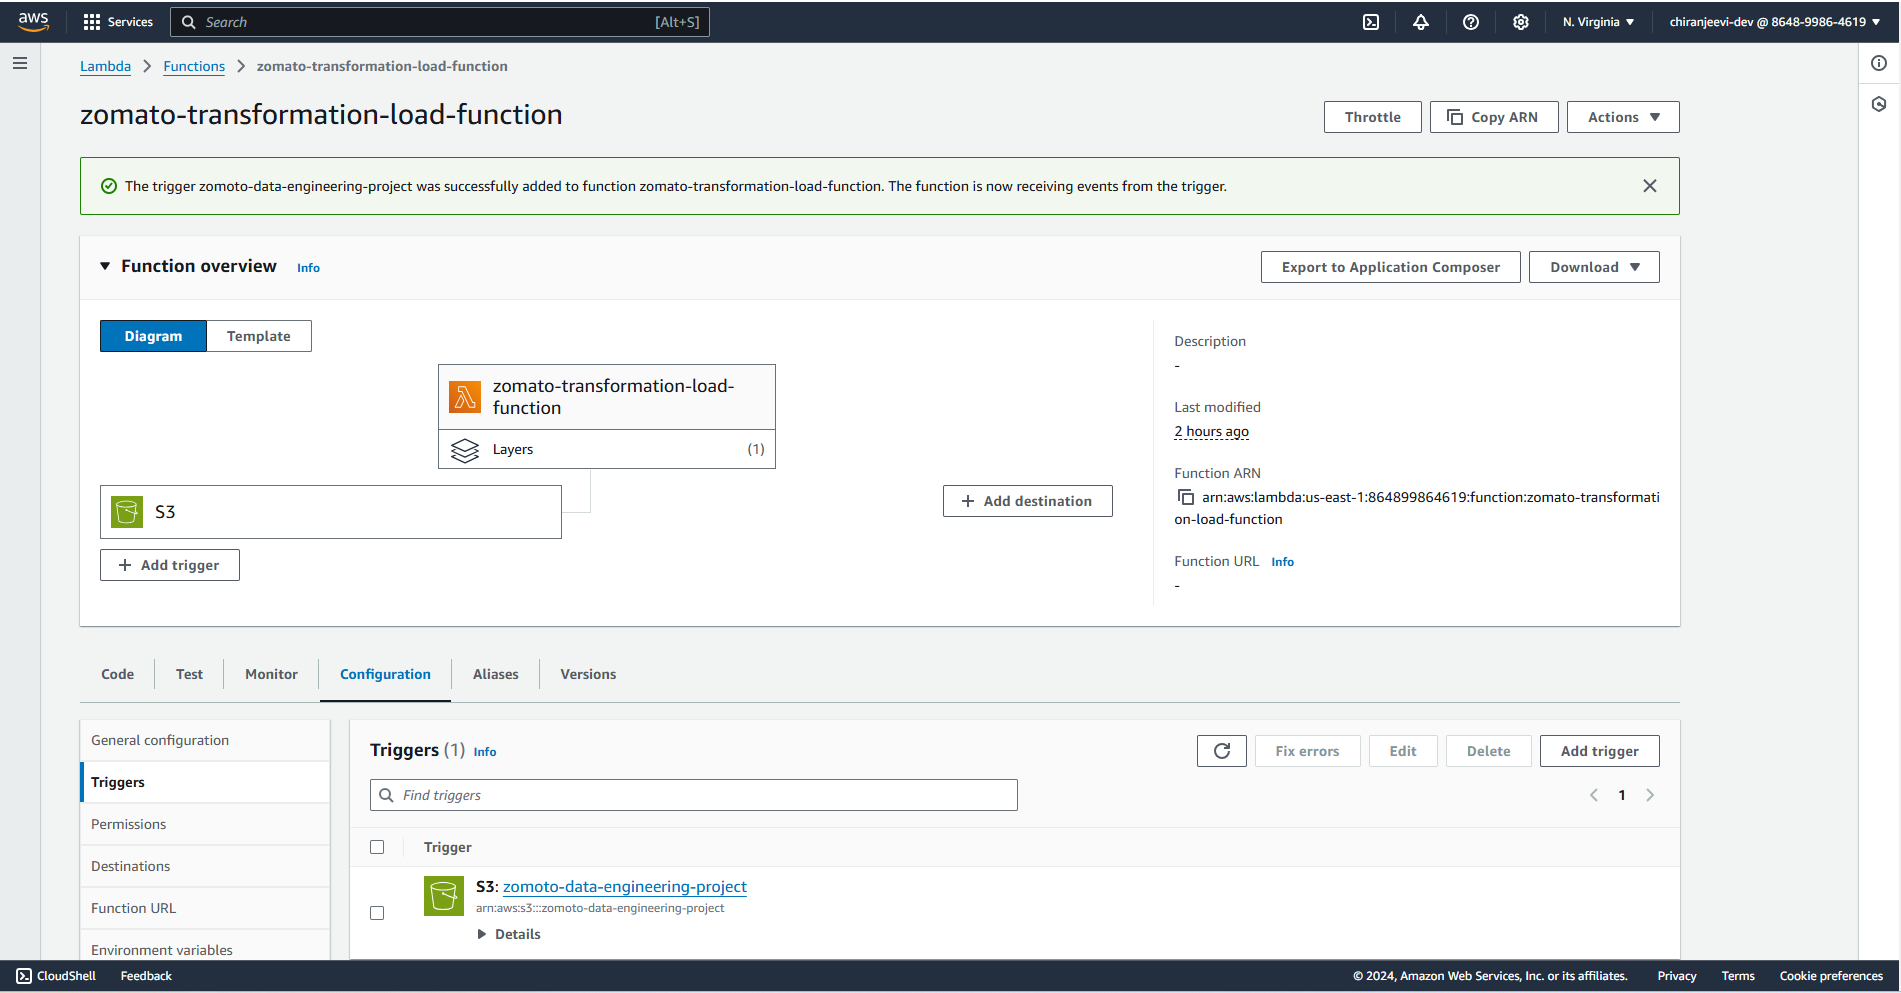 aws Services Search [Alt+S] N. Virginia chiranjeevi-dev @ 8648-9986-4619
Lambda Functions zomato-transformation-load-function
zomato-transformation-load-function
Throttle Copy ARN Actions
The trigger zomoto-data-engineering-project was successfully added to function zomato-transformation-load-function. The function is now receiving events from the trigger.
Function overview Info
Export to Application Composer Download
Diagram Template
zomato-transformation-load-
function
Layers (1)
S3
+ Add trigger
+ Add destination
Description
-
Last modified
2 hours ago
Function ARN
arn:aws:lambda:us-east-1:864899864619:function:zomato-transformati
on-load-function
Function URL Info
-
Code Test Monitor Configuration Aliases Versions
General configuration
Triggers
Permissions
Destinations
Function URL
Environment variables
Triggers (1) Info
Fix errors Edit Delete Add trigger
Find triggers
1
Trigger
S3: zomoto-data-engineering-project
arn:aws:s3:::zomoto-data-engineering-project
Details
CloudShell Feedback © 2024, Amazon Web Services, Inc. or its affiliates. Privacy Terms Cookie preferences